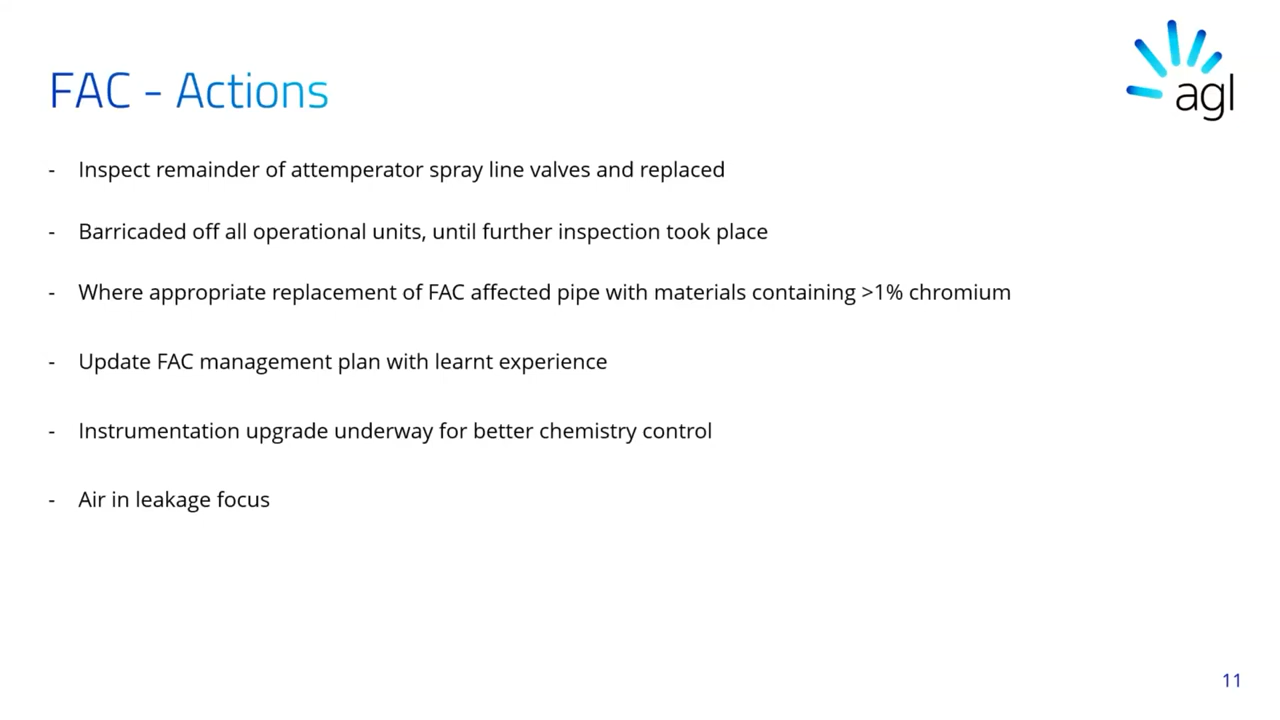 FAC - Actions
agl
- Inspect remainder of attemperator spray line valves and replaced
- Barricaded off all operational units, until further inspection took place
- Where appropriate replacement of FAC affected pipe with materials containing >1% chromium
- Update FAC management plan with learnt experience
- Instrumentation upgrade underway for better chemistry control
- Air in leakage focus
11